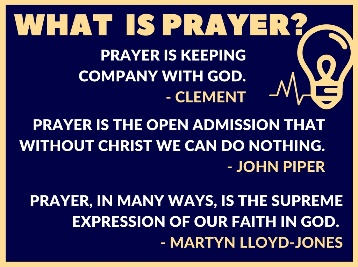 WHAT IS PRAYER?
PRAYER IS KEEPING
COMPANY WITH GOD.
- CLEMENT
PRAYER IS THE OPEN ADMISSION THAT
WITHOUT CHRIST WE CAN DO NOTHING.
- JOHN PIPER
PRAYER, IN MANY WAYS, IS THE SUPREME
EXPRESSION OF OUR FAITH IN GOD.
- MARTYN LLOYD-JONES